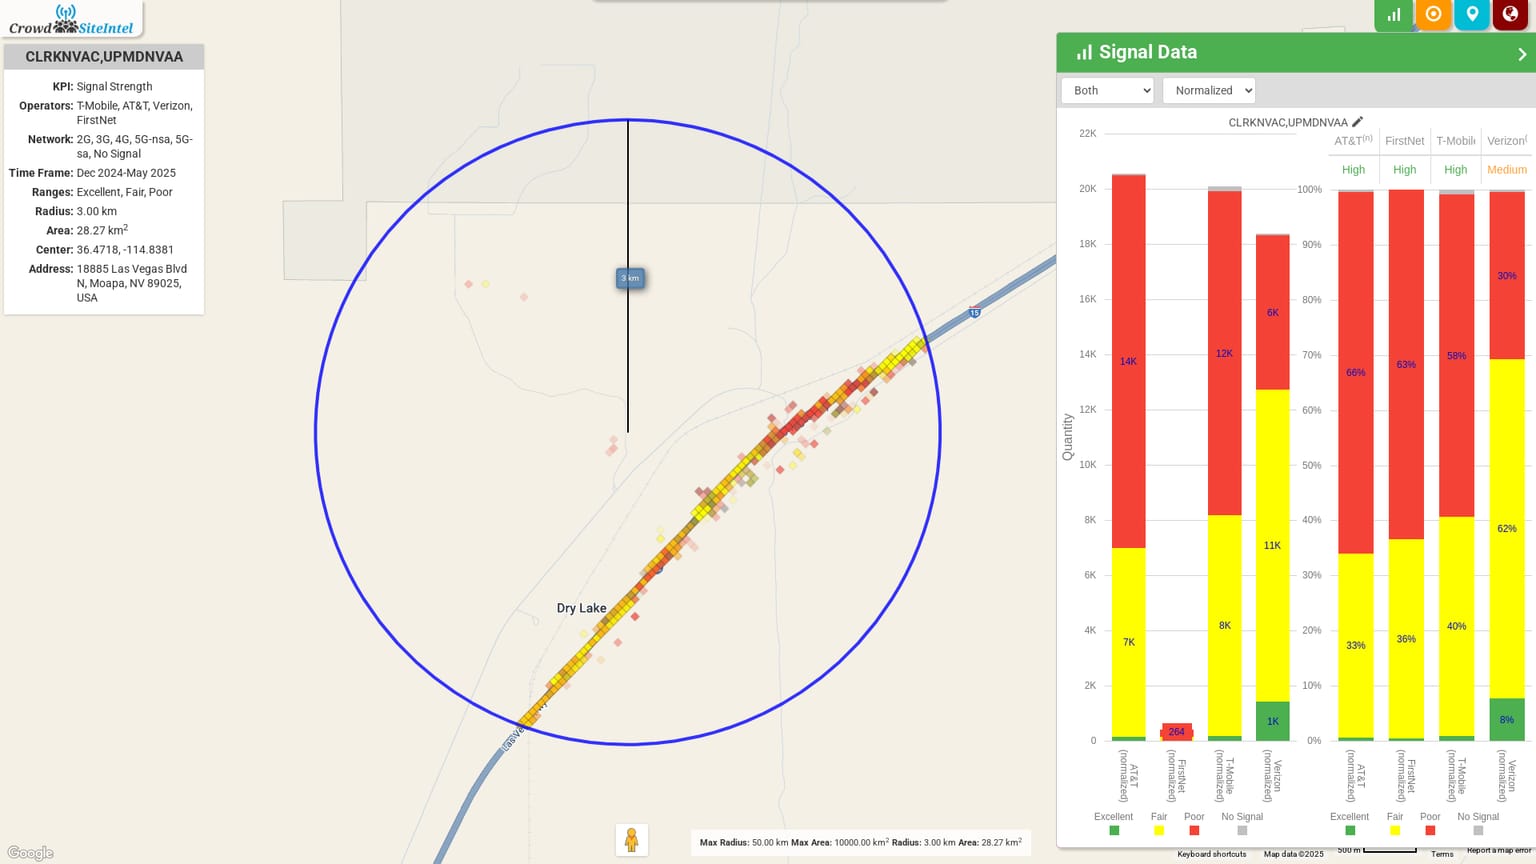 CrowdSiteIntel
CLRKNVAC,UPMDNVAA
KPI: Signal Strength
Operators: T-Mobile, AT&T, Verizon,
FirstNet
Network: 2G, 3G, 4G, 5G-nsa, 5G-
sa, No Signal
Time Frame: Dec 2024-May 2025
Ranges: Excellent, Fair, Poor
Radius: 3.00 km
Area: 28.27 km²
Center: 36.4718, -114.8381
Address: 18885 Las Vegas Blvd
N, Moapa, NV 89025,
USA
3 km
15
Dry Lake
Las Ve
Google
Max Radius: 50.00 km Max Area: 10000.00 km² Radius: 3.00 km Area: 28.27 km²
Signal Data
Both Normalized
CLRKNVAC,UPMDNVAA
AT&T(n) FirstNet T-Mobile Verizon(
High High High Medium
Quantity
22K
20K
18K
16K
14K
12K
10K
8K
6K
4K
2K
0
14K
7K
264
12K
8K
6K
11K
1K
AT&T (normalized)
FirstNet (normalized)
T-Mobile (normalized)
Verizon (normalized)
Excellent Fair Poor No Signal
100%
90%
80%
70%
60%
50%
40%
30%
20%
10%
0%
66%
33%
63%
36%
58%
40%
30%
62%
8%
AT&T (normalized)
FirstNet (normalized)
T-Mobile (normalized)
Verizon (normalized)
Excellent Fair Poor No Signal
Keyboard shortcuts Map data ©2025 500 m Terms Report a map error